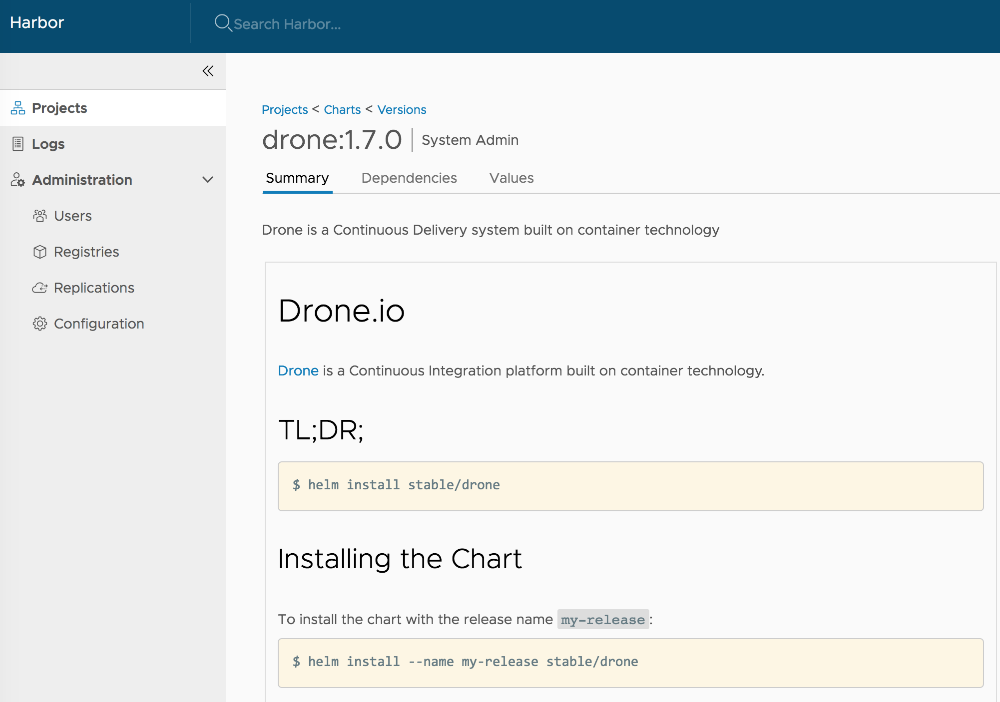 Harbor
Search Harbor...
Projects
Logs
Administration
Users
Registries
Replications
Configuration
Projects < Charts < Versions
drone:1.7.0 System Admin
Summary Dependencies Values
Drone is a Continuous Delivery system built on container technology
Drone.io
Drone is a Continuous Integration platform built on container technology.
TL;DR;
$ helm install stable/drone
Installing the Chart
To install the chart with the release name my-release:
$ helm install --name my-release stable/drone